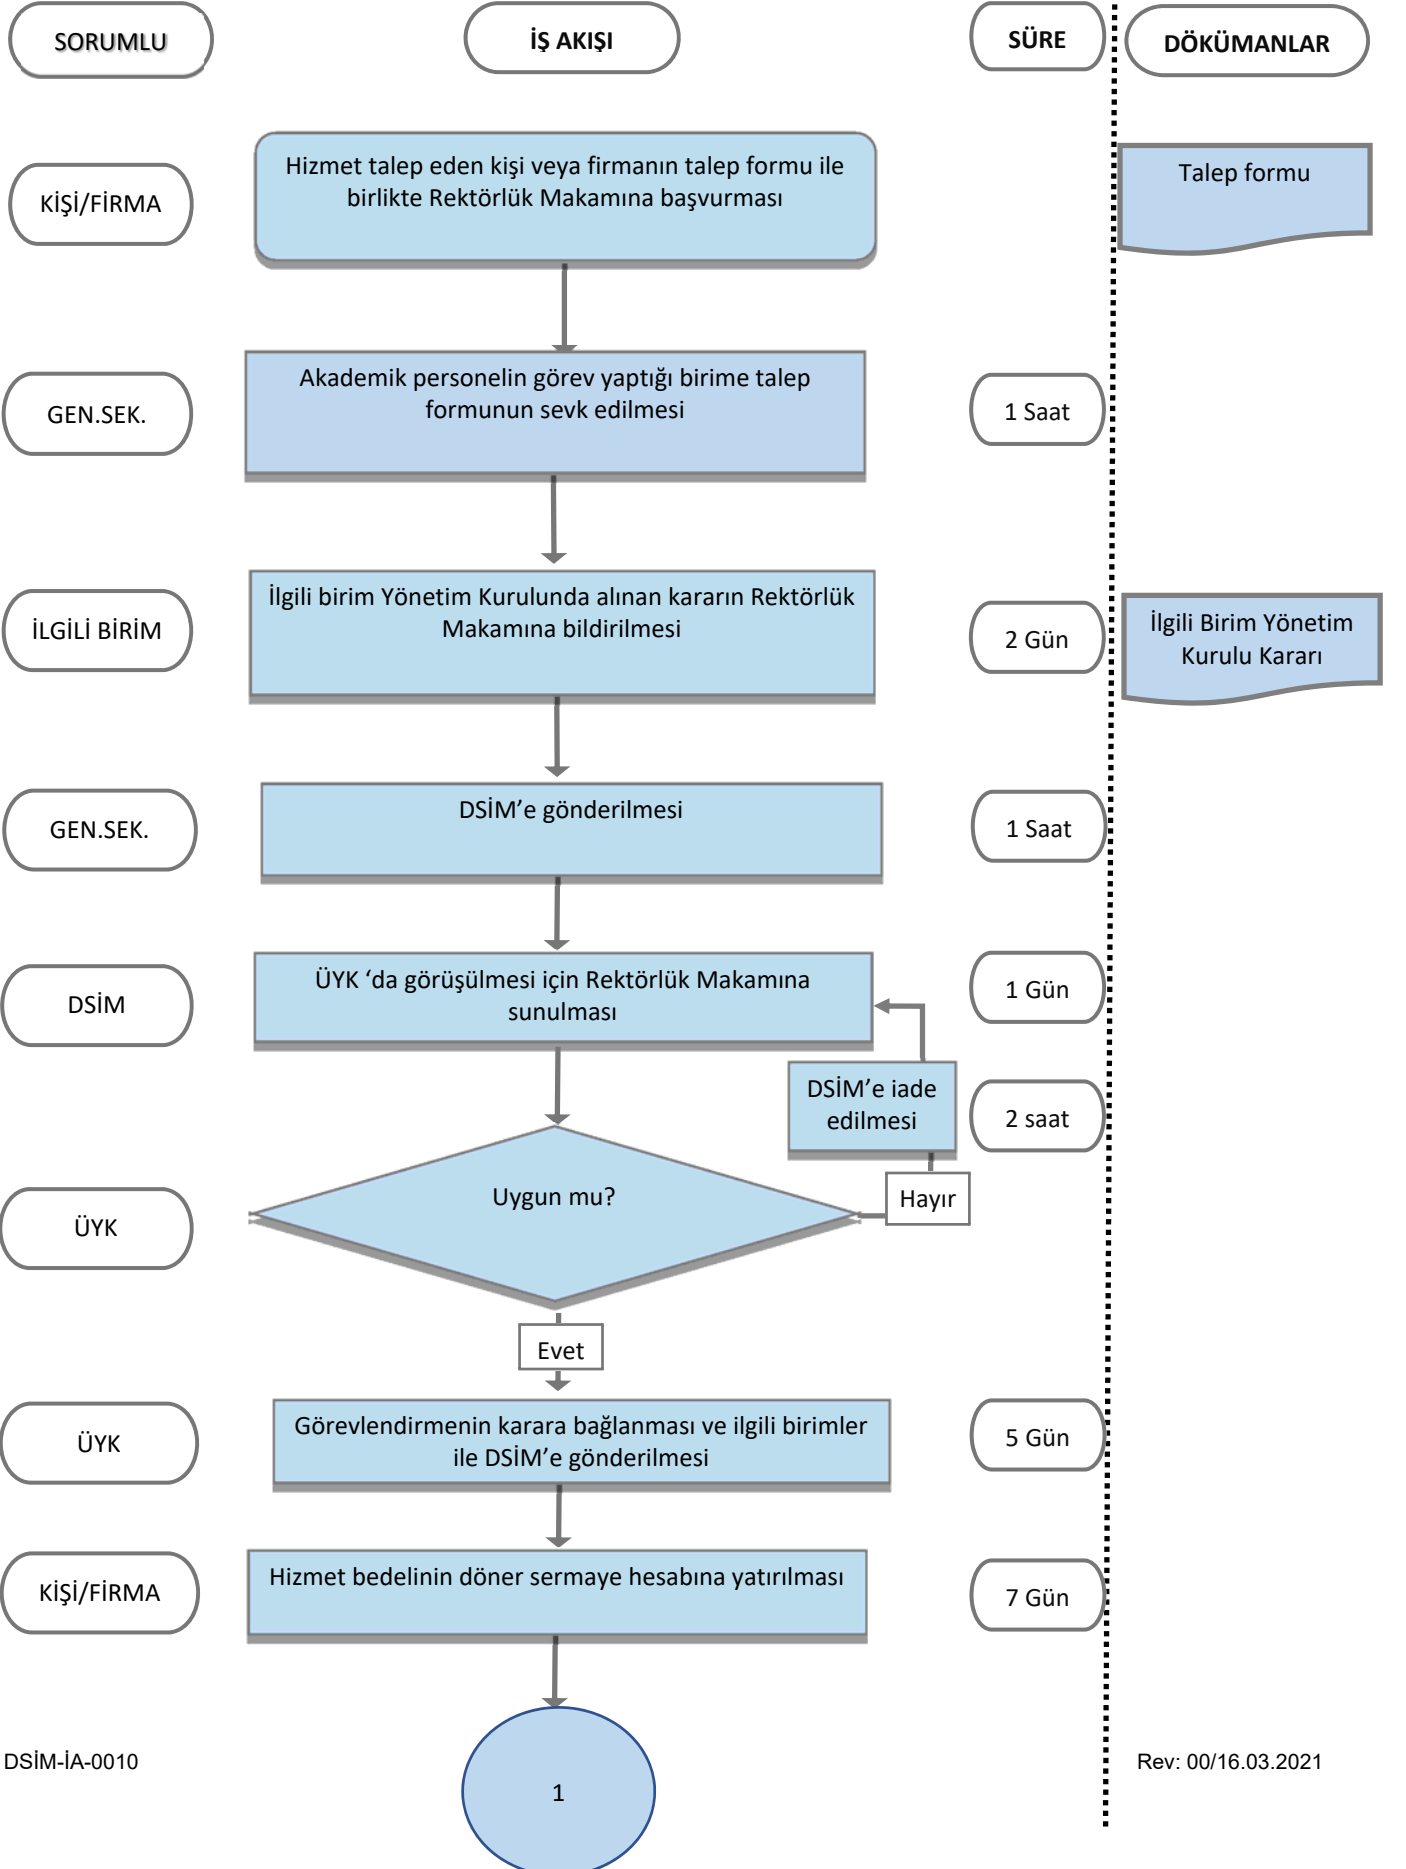 SORUMLU
İŞ AKIŞI
SÜRE
DÖKÜMANLAR
KİŞİ/FİRMA
Hizmet talep eden kişi veya firmanın talep formu ile
birlikte Rektörlük Makamına başvurması
Talep formu
GEN.SEK.
Akademik personelin görev yaptığı birime talep
formunun sevk edilmesi
1 Saat
İLGİLİ BİRİM
İlgili birim Yönetim Kurulunda alınan kararın Rektörlük
Makamına bildirilmesi
2 Gün
İlgili Birim Yönetim
Kurulu Kararı
GEN.SEK.
DSİM’e gönderilmesi
1 Saat
DSİM
ÜYK ‘da görüşülmesi için Rektörlük Makamına
sunulması
1 Gün
DSİM’e iade
edilmesi
2 saat
ÜYK
Uygun mu?
Hayır
Evet
ÜYK
Görevlendirmenin karara bağlanması ve ilgili birimler
ile DSİM’e gönderilmesi
5 Gün
KİŞİ/FİRMA
Hizmet bedelinin döner sermaye hesabına yatırılması
7 Gün
DSİM-İA-0010
1
Rev: 00/16.03.2021